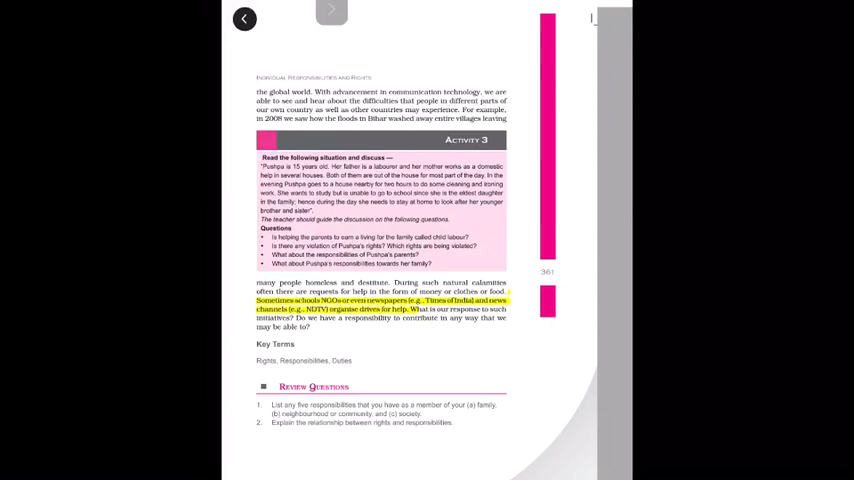 INDIVIDUAL RESPONSIBILITIES AND RIGHTS
the global world. With advancement in communication technology, we are
able to see and hear about the difficulties that people in different parts of
our own country as well as other countries may experience. For example,
in 2008 we saw how the floods in Bihar washed away entire villages leaving
ACTIVITY 3
Read the following situation and discuss —
"Pushpa is 15 years old. Her father is a labourer and her mother works as a domestic
help in several houses. Both of them are out of the house for most part of the day. In the
evening Pushpa goes to a house nearby for two hours to do some cleaning and ironing
work. She wants to study but is unable to go to school since she is the eldest daughter
in the family; hence during the day she needs to stay at home to look after her younger
brother and sister".
The teacher should guide the discussion on the following questions.
Questions
• Is helping the parents to earn a living for the family called child labour?
• Is there any violation of Pushpa's rights? Which rights are being violated?
• What about the responsibilities of Pushpa's parents?
• What about Pushpa's responsibilities towards her family?
361
many people homeless and destitute. During such natural calamities
often there are requests for help in the form of money or clothes or food.
Sometimes schools NGOs or even newspapers (e.g., Times of India) and news
channels (e.g., NDTV) organise drives for help. What is our response to such
initiatives? Do we have a responsibility to contribute in any way that we
may be able to?
Key Terms
Rights, Responsibilities, Duties
REVIEW QUESTIONS
1. List any five responsibilities that you have as a member of your (a) family,
(b) neighbourhood or community, and (c) society.
2. Explain the relationship between rights and responsibilities.